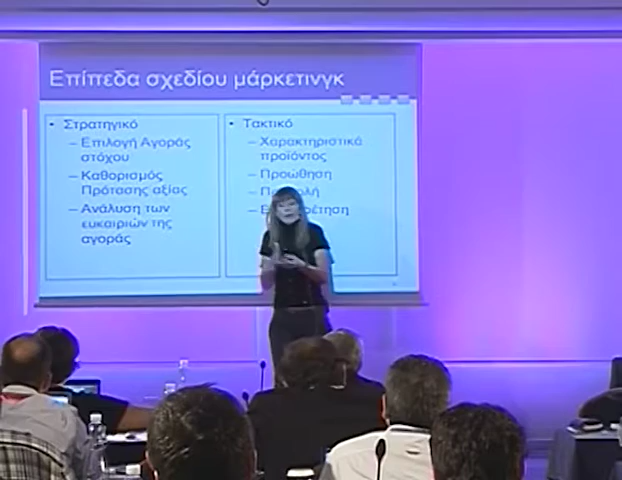 Επίπεδα σχεδίου μάρκετινγκ
• Στρατηγικό
– Επιλογή Αγοράς
στόχου
– Καθορισμός
Πρότασης αξίας
– Ανάλυση των
ευκαιριών της
αγοράς
• Τακτικό
– Χαρακτηριστικά
προϊόντος
– Προώθηση